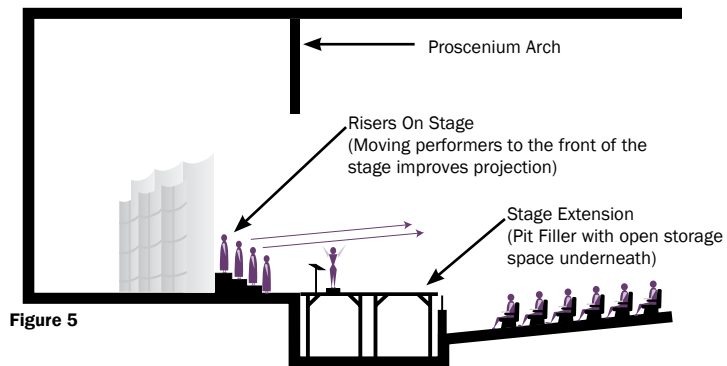 Proscenium Arch
Risers On Stage
(Moving performers to the front of the
stage improves projection)
Stage Extension
(Pit Filler with open storage
space underneath)
Figure 5